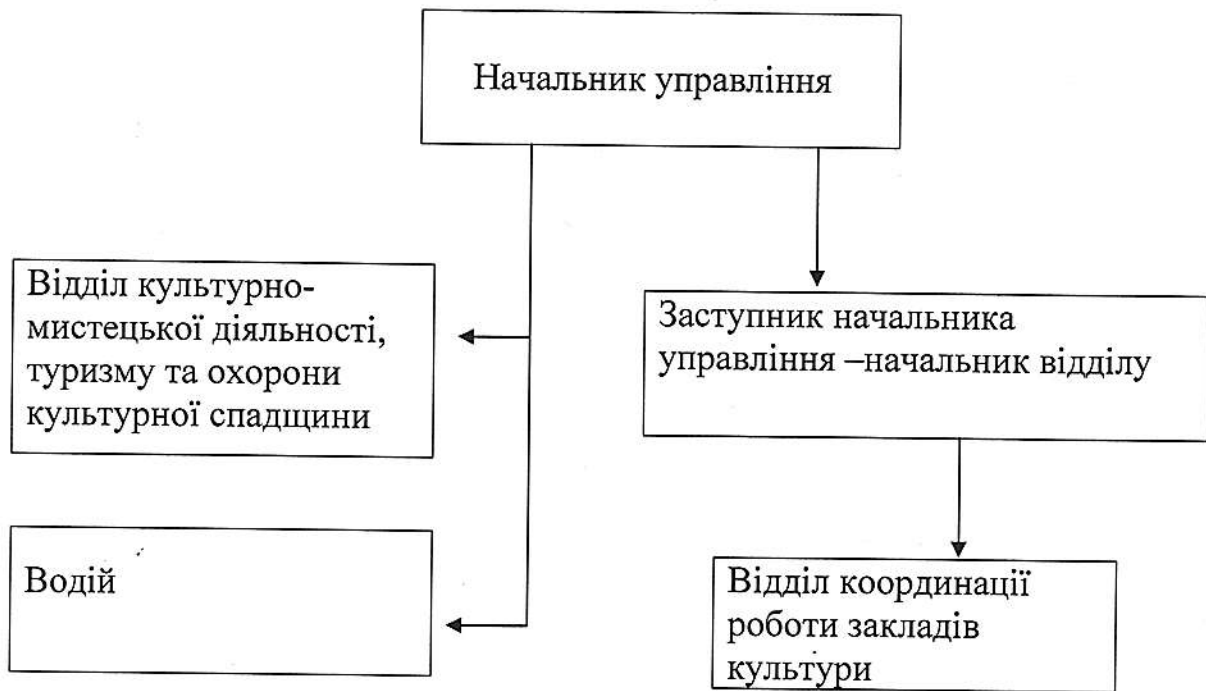 Начальник управління
Відділ культурно-
мистецької діяльності,
туризму та охорони
культурної спадщини
Заступник начальника
управління –начальник відділу
Водій
Відділ координації
роботи закладів
культури